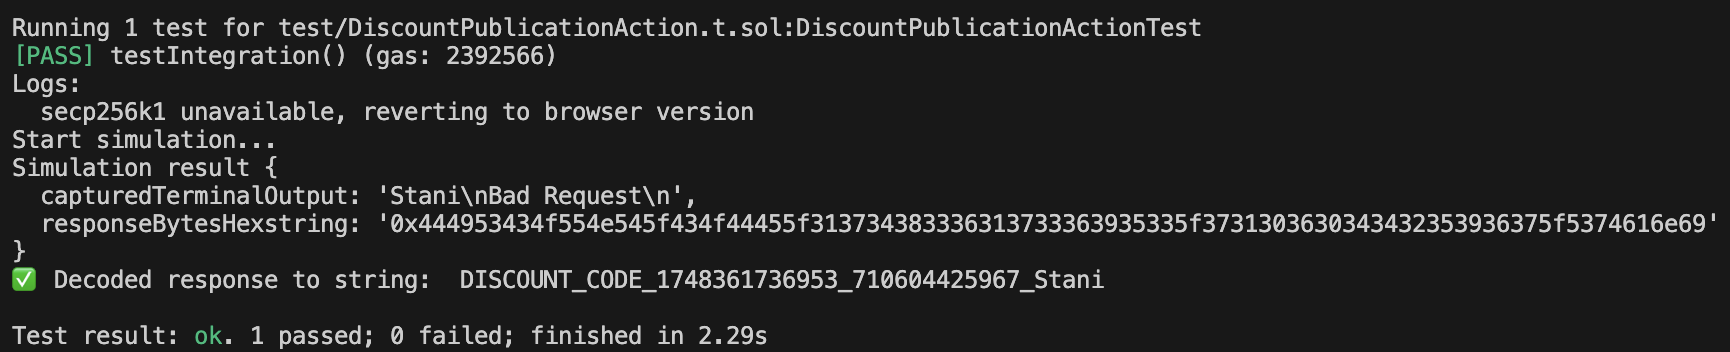 Running 1 test for test/DiscountPublicationAction.t.sol:DiscountPublicationActionTest
[PASS] testIntegration() (gas: 2392566)
Logs:
  secp256k1 unavailable, reverting to browser version
Start simulation...
Simulation result {
  capturedTerminalOutput: 'Stani\nBad Request\n',
  responseBytesHexstring: '0x444953434f554e545f434f44455f313734383336313733363935335f3731303630343432353936375f5374616e69'
}
✅ Decoded response to string:  DISCOUNT_CODE_1748361736953_710604425967_Stani
Test result: ok. 1 passed; 0 failed; finished in 2.29s